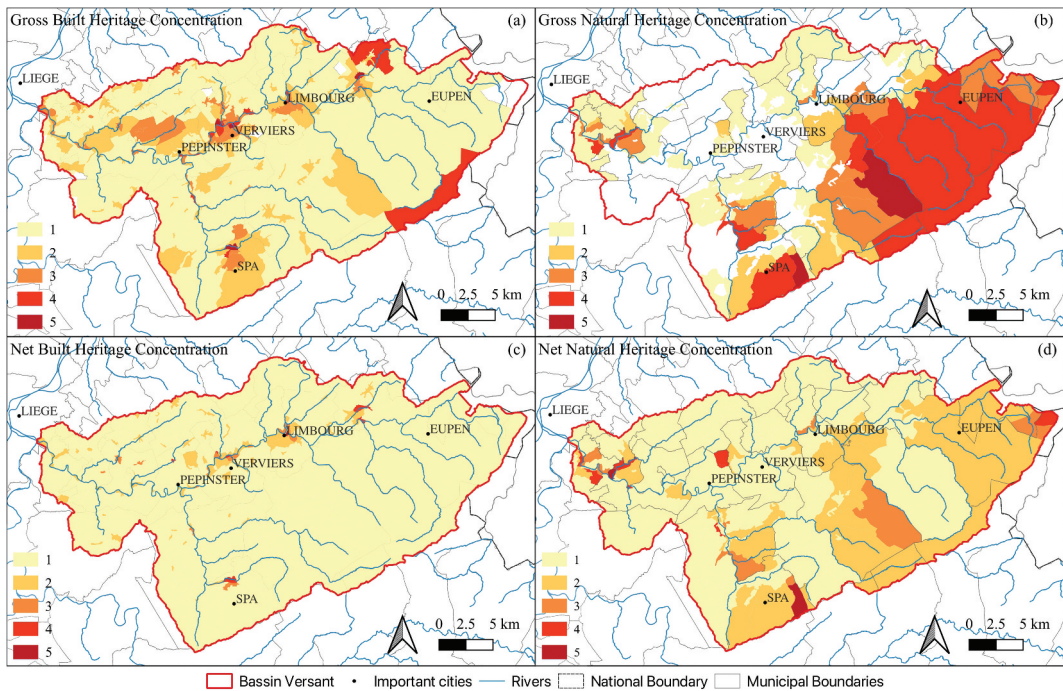 Gross Built Heritage Concentration (a)
LIEGE
LIMBOURG
EUPEN
VERVIERS
PEPINSTER
SPA
1
2
3
4
5
0 2.5 5 km
Gross Natural Heritage Concentration (b)
LIEGE
LIMBOURG
EUPEN
VERVIERS
PEPINSTER
SPA
1
2
3
4
5
0 2.5 5 km
Net Built Heritage Concentration (c)
LIEGE
LIMBOURG
EUPEN
VERVIERS
PEPINSTER
SPA
1
2
3
4
5
0 2.5 5 km
Net Natural Heritage Concentration (d)
LIEGE
LIMBOURG
EUPEN
VERVIERS
PEPINSTER
SPA
1
2
3
4
5
0 2.5 5 km
Bassin Versant Important cities Rivers National Boundary Municipal Boundaries